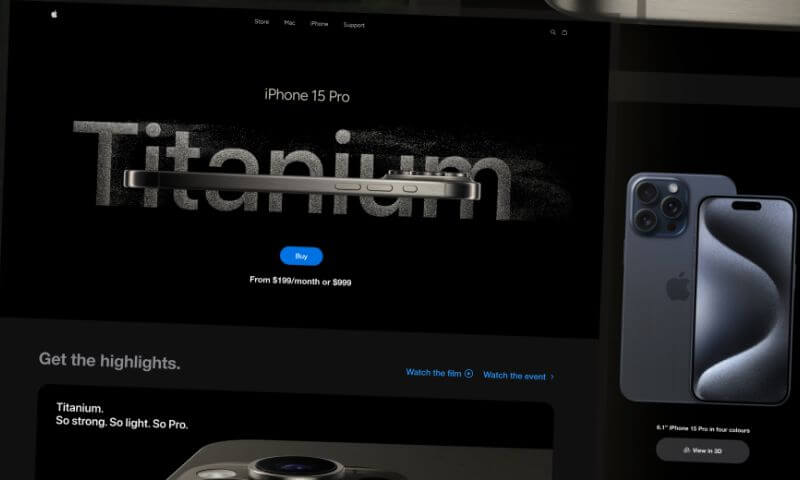 Store Mac iPhone Support
iPhone 15 Pro
Titanium
Buy
From $199/month or $999
Get the highlights.
Watch the film
Watch the event
Titanium.
So strong. So light. So Pro.
6.1" iPhone 15 Pro in four colours
View in 3D